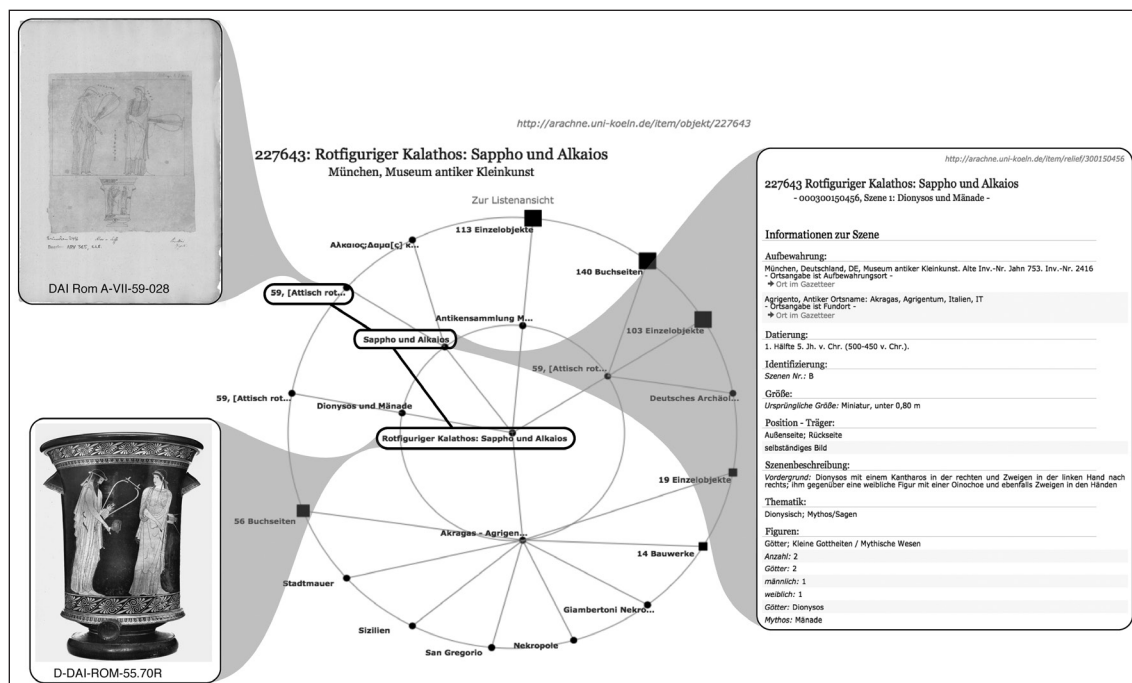 DAI Rom A-VII-59-028
http://arachne.uni-koeln.de/item/objekt/227643
227643: Rotfiguriger Kalathos: Sappho und Alkaios
München, Museum antiker Kleinkunst
Zur Listenansicht
113 Einzelobjekte
Αλκαιος;Δαμα[ς] κ...
140 Buchseiten
59, [Attisch rot...
Antikensammlung M...
103 Einzelobjekte
Sappho und Alkaios
59, [Attisch rot...
59, [Attisch rot...
Dionysos und Mänade
Deutsches Archäol...
Rotfiguriger Kalathos: Sappho und Alkaios
19 Einzelobjekte
56 Buchseiten
Akragas - Agrigen...
14 Bauwerke
Stadtmauer
Giambertoni Nekro...
Sizilien
Nekropole
San Gregorio
D-DAI-ROM-55.70R
http://arachne.uni-koeln.de/item/relief/300150456
227643 Rotfiguriger Kalathos: Sappho und Alkaios
- 000300150456, Szene 1: Dionysos und Mänade -
Informationen zur Szene
Aufbewahrung:
München, Deutschland, DE, Museum antiker Kleinkunst. Alte Inv.-Nr. Jahn 753. Inv.-Nr. 2416
- Ortsangabe ist Aufbewahrungsort -
➔ Ort im Gazetteer
Agrigento, Antiker Ortsname: Akragas, Agrigentum, Italien, IT
- Ortsangabe ist Fundort -
➔ Ort im Gazetteer
Datierung:
1. Hälfte 5. Jh. v. Chr. (500-450 v. Chr.).
Identifizierung:
Szenen Nr.: B
Größe:
Ursprüngliche Größe: Miniatur, unter 0,80 m
Position - Träger:
Außenseite; Rückseite
selbständiges Bild
Szenenbeschreibung:
Vordergrund: Dionysos mit einem Kantharos in der rechten und Zweigen in der linken Hand nach
rechts; ihm gegenüber eine weibliche Figur mit einer Oinochoe und ebenfalls Zweigen in den Händen
Thematik:
Dionysisch; Mythos/Sagen
Figuren:
Götter; Kleine Gottheiten / Mythische Wesen
Anzahl: 2
Götter: 2
männlich: 1
weiblich: 1
Götter: Dionysos
Mythos: Mänade